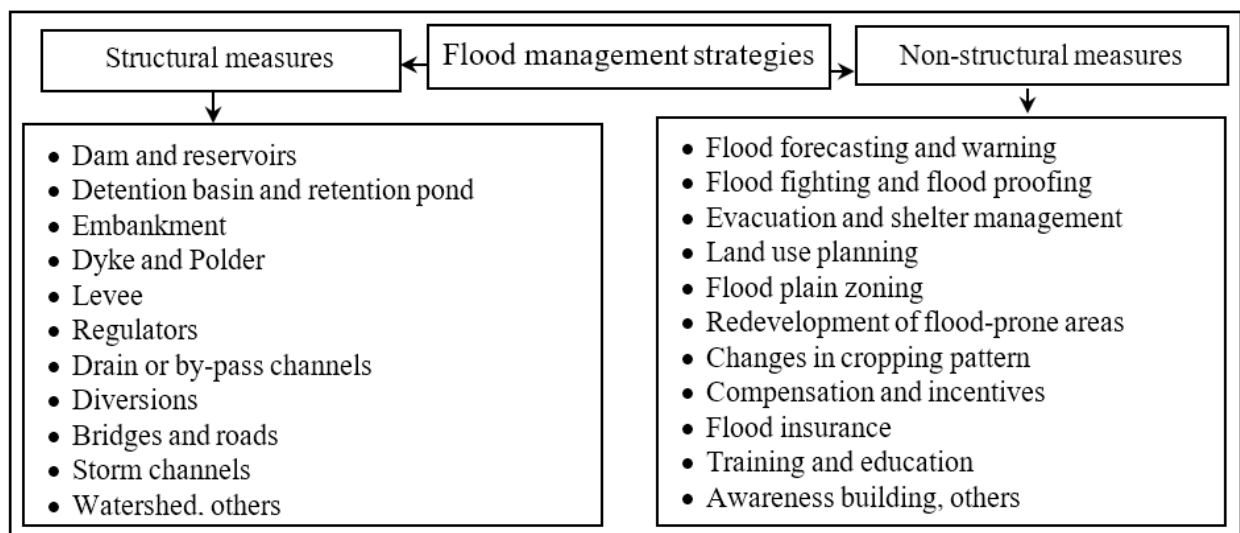 Flood management strategies
Structural measures
Non-structural measures
• Dam and reservoirs
• Detention basin and retention pond
• Embankment
• Dyke and Polder
• Levee
• Regulators
• Drain or by-pass channels
• Diversions
• Bridges and roads
• Storm channels
• Watershed. others
• Flood forecasting and warning
• Flood fighting and flood proofing
• Evacuation and shelter management
• Land use planning
• Flood plain zoning
• Redevelopment of flood-prone areas
• Changes in cropping pattern
• Compensation and incentives
• Flood insurance
• Training and education
• Awareness building, others